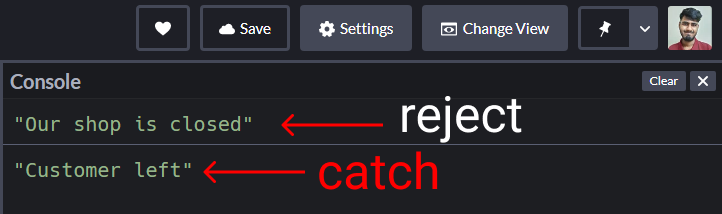 Save
Settings
Change View
Console
Clear
"Our shop is closed"
reject
"Customer left"
catch